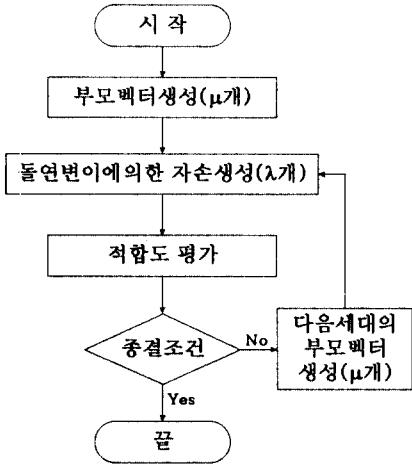 시 작
부모벡터생성(μ개)
돌연변이에의한 자손생성(λ개)
적합도 평가
종결조건
No
다음세대의
부모벡터
생성(μ개)
Yes
끝